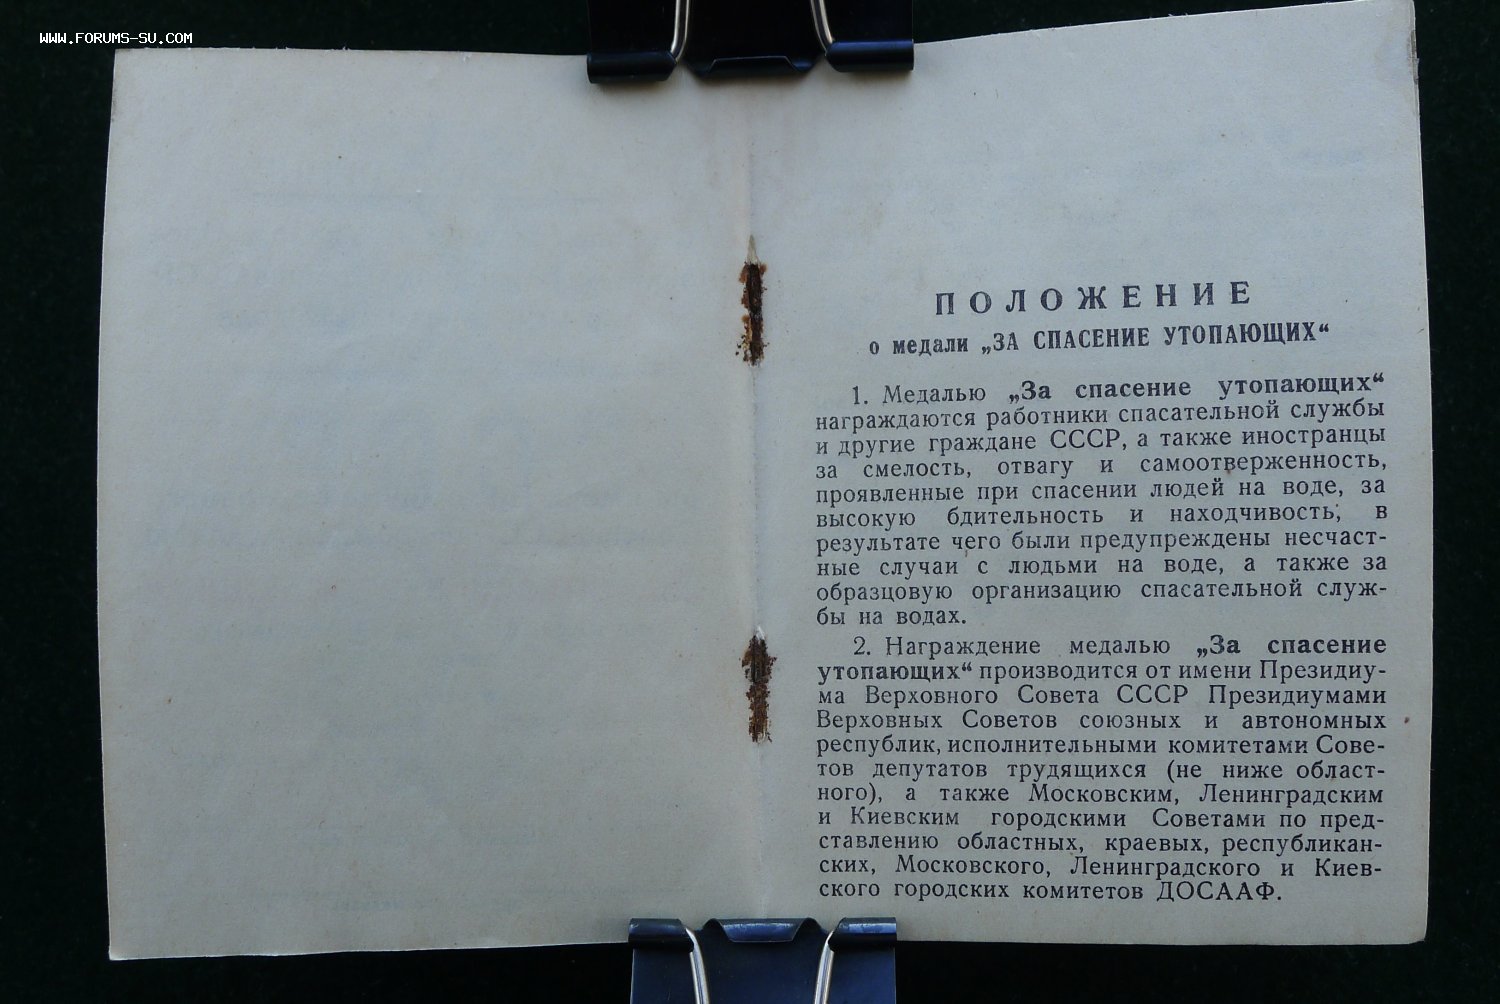 WWW.FORUMS-SU.COM
ПОЛОЖЕНИЕ
о медали „ЗА СПАСЕНИЕ УТОПАЮЩИХ“
1. Медалью „За спасение утопающих“
награждаются работники спасательной службы
и другие граждане СССР, а также иностранцы
за смелость, отвагу и самоотверженность,
проявленные при спасении людей на воде, за
высокую бдительность и находчивость, в
результате чего были предупреждены несчаст-
ные случаи с людьми на воде, а также за
образцовую организацию спасательной служ-
бы на водах.
2. Награждение медалью „За спасение
утопающих“ производится от имени Президиу-
ма Верховного Совета СССР Президиумами
Верховных Советов союзных и автономных
республик, исполнительными комитетами Сове-
тов депутатов трудящихся (не ниже област-
ного), а также Московским, Ленинградским
и Киевским городскими Советами по пред-
ставлению областных, краевых, республикан-
ских, Московского, Ленинградского и Киев-
ского городских комитетов ДОСААФ.